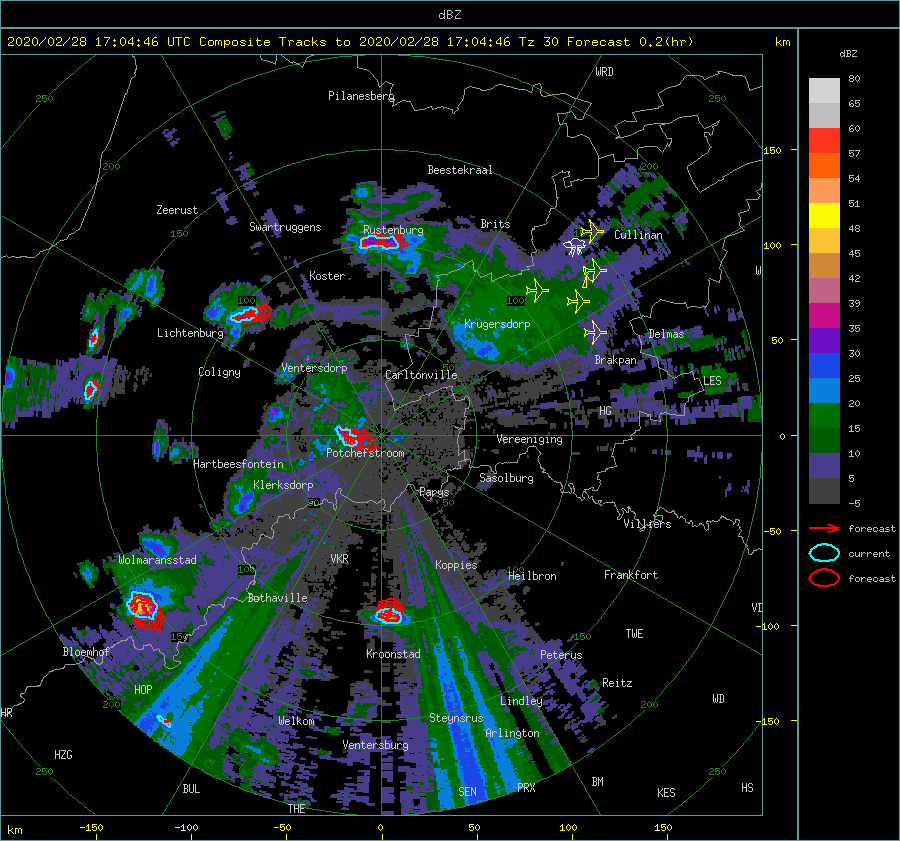 dBZ
2020/02/28 17:04:46 UTC Composite Tracks to 2020/02/28 17:04:46 Tz 30 Forecast 0.2(hr)
km
dBZ
WRD
80
250
Pilanesberg
250
65
60
150
57
200
Beestekraal
200
54
Zeerust
51
150
Swartruggens
Rustenburg
Brits
Cullinan
48
100
45
Koster
W
42
100
100
39
Lichtenburg
Krugersdorp
Delmas
35
50
Brakpan
30
Coligny
Ventersdorp
50
Carltonville
LES
25
HG
20
Vereeniging
0
15
Potchefstroom
10
Hartbeesfontein
Sasolburg
5
Klerksdorp
Parys
50
50
-5
Villiers
forecast
-50
Wolmaransstad
VKR
current
100
Koppies
100
Heilbron
Frankfort
forecast
Bothaville
VI
-100
150
150
TWE
Bloemhof
Kroonstad
Peterus
HOP
Reitz
200
Lindley
200
WD
HR
Welkom
Steynsrus
-150
Arlington
HZG
Ventersburg
250
250
BUL
SEN
PRX
BM
KES
HS
THE
km
-150
-100
-50
0
50
100
150